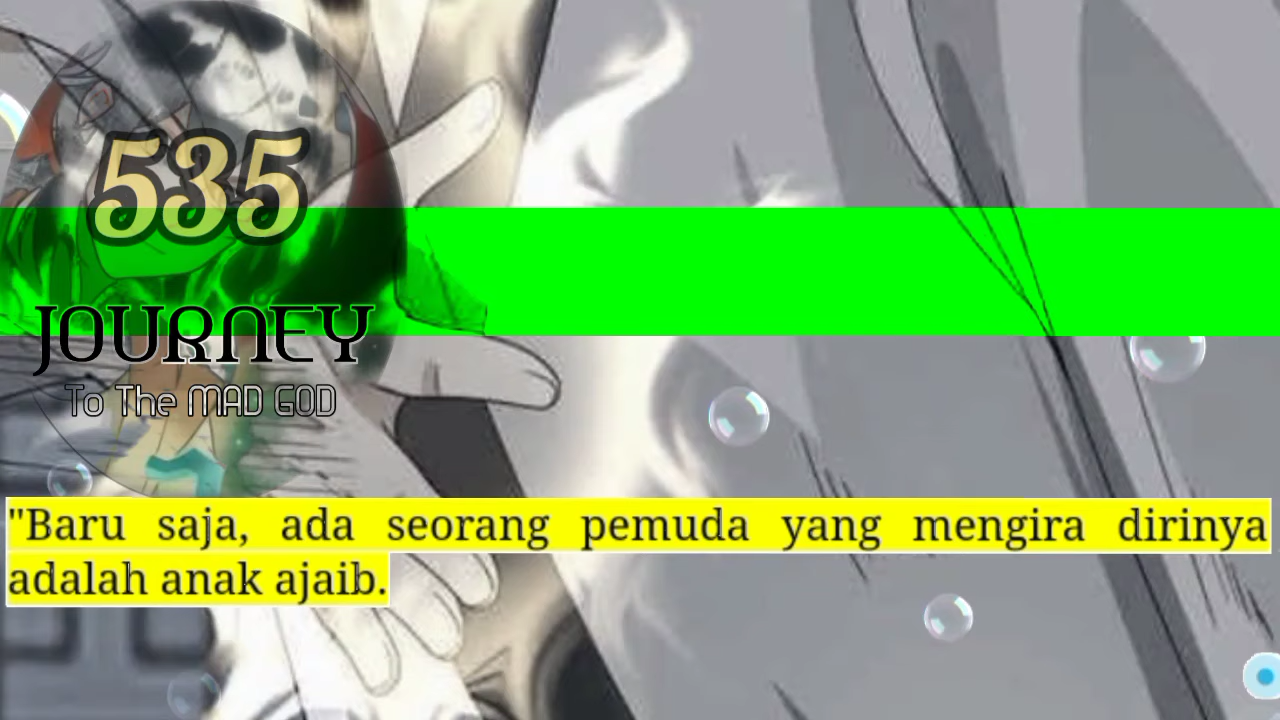 535
JOURNEY
To The MAD GOD
"Baru saja, ada seorang pemuda yang mengira dirinya
adalah anak ajaib.